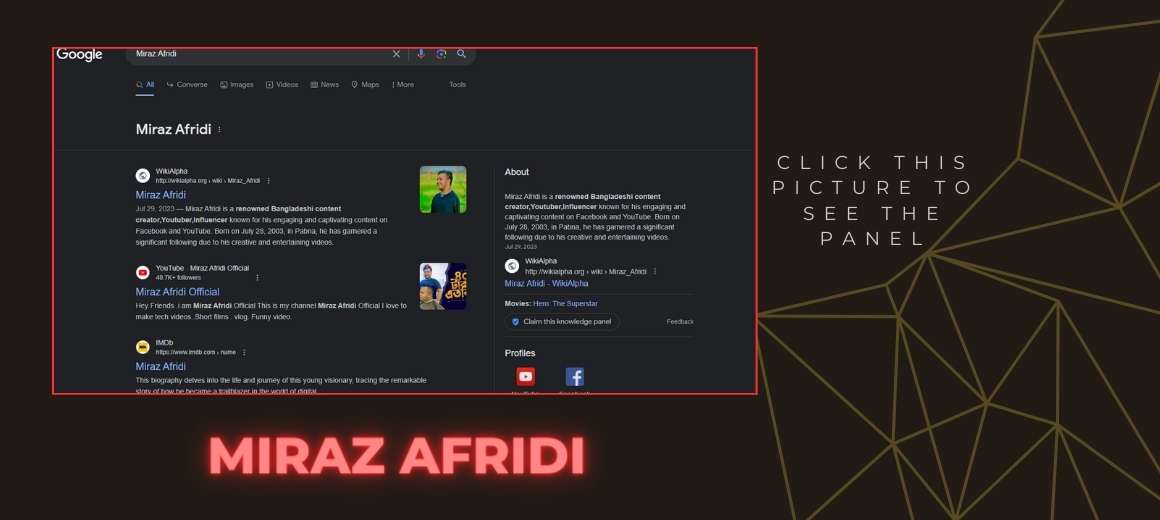 Google
Miraz Afridi
All Converse Images Videos News Maps More Tools
Miraz Afridi
WikiAlpha
http://wikialpha.org › wiki › Miraz_Afridi
Miraz Afridi
Jul 29, 2023 — Miraz Afridi is a renowned Bangladeshi content
creator,Youtuber,Influencer known for his engaging and captivating content on
Facebook and YouTube. Born on July 28, 2003, in Pabna, he has garnered a
significant following due to his creative and entertaining videos.
YouTube · Miraz Afridi Official
49.7K+ followers
Miraz Afridi Official
Hey Friends i am Miraz Afridi Official This is my channel Miraz Afridi Official I love to
make tech videos .Short films . vlog. Funny video.
IMDb
https://www.imdb.com › name
Miraz Afridi
This biography delves into the life and journey of this young visionary, tracing the remarkable
story of how he became a trailblazer in the world of digital
About
Miraz Afridi is a renowned Bangladeshi content
creator,Youtuber,Influencer known for his engaging and
captivating content on Facebook and YouTube. Born on
July 28, 2003, in Pabna, he has garnered a significant
following due to his creative and entertaining videos.
Jul 29, 2023
WikiAlpha
http://wikialpha.org › wiki › Miraz_Afridi
Miraz Afridi - WikiAlpha
Movies: Hero: The Superstar
Claim this knowledge panel Feedback
Profiles
CLICK THIS
PICTURE TO
SEE THE
PANEL
MIRAZ AFRIDI